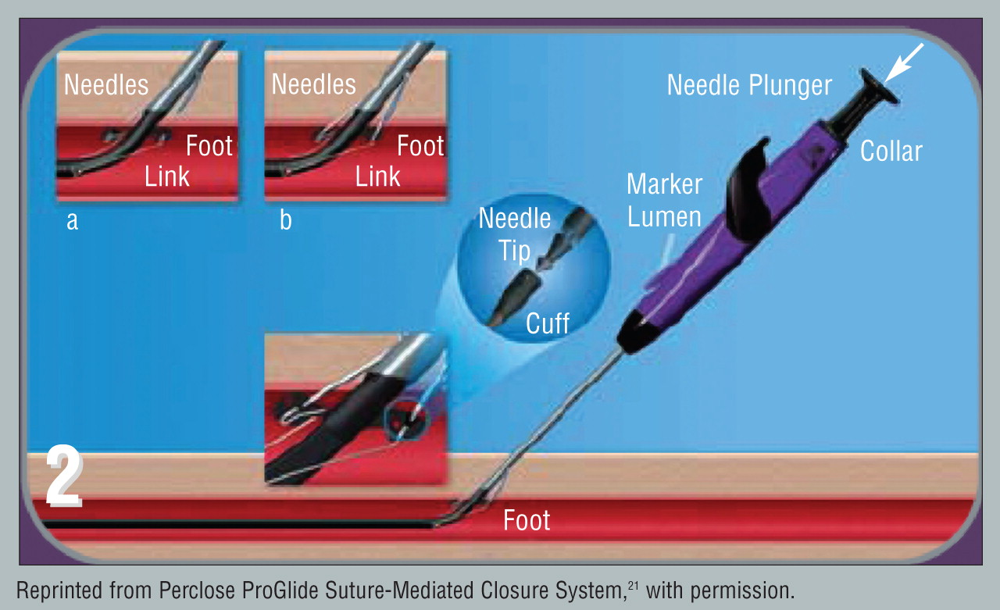 Needles
Foot
Link
a
Needles
Foot
Link
b
Needle Plunger
Collar
Marker
Lumen
Needle
Tip
Cuff
2
Foot
Reprinted from Perclose ProGlide Suture-Mediated Closure System,21 with permission.